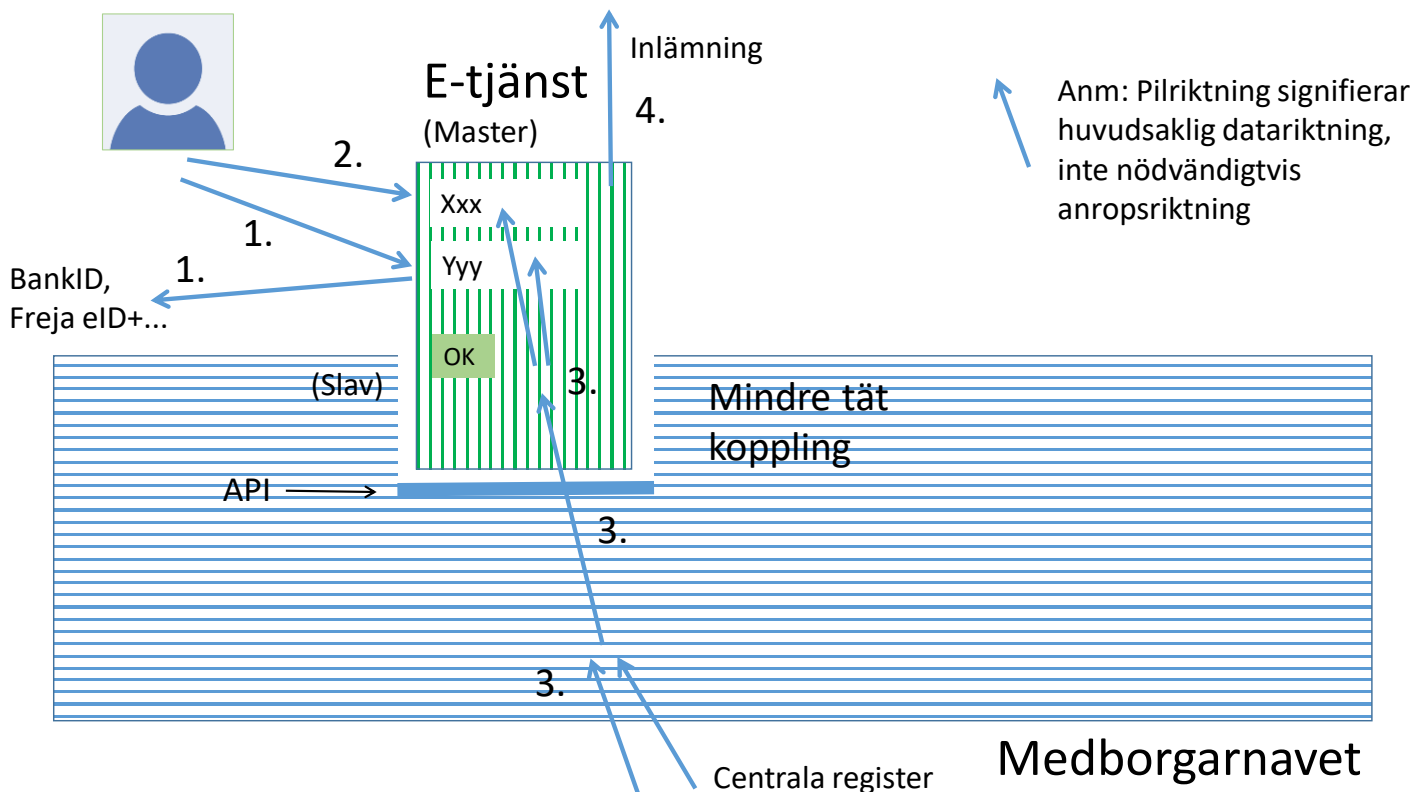 Inlämning
E-tjänst
(Master)
4.
Anm: Pilriktning signifierar
huvudsaklig datariktning,
inte nödvändigtvis
anropsriktning
2.
Xxx
1.
Yyy
1.
BankID,
Freja eID+...
OK
(Slav)
3.
Mindre tät
koppling
API
3.
3.
Centrala register
Medborgarnavet